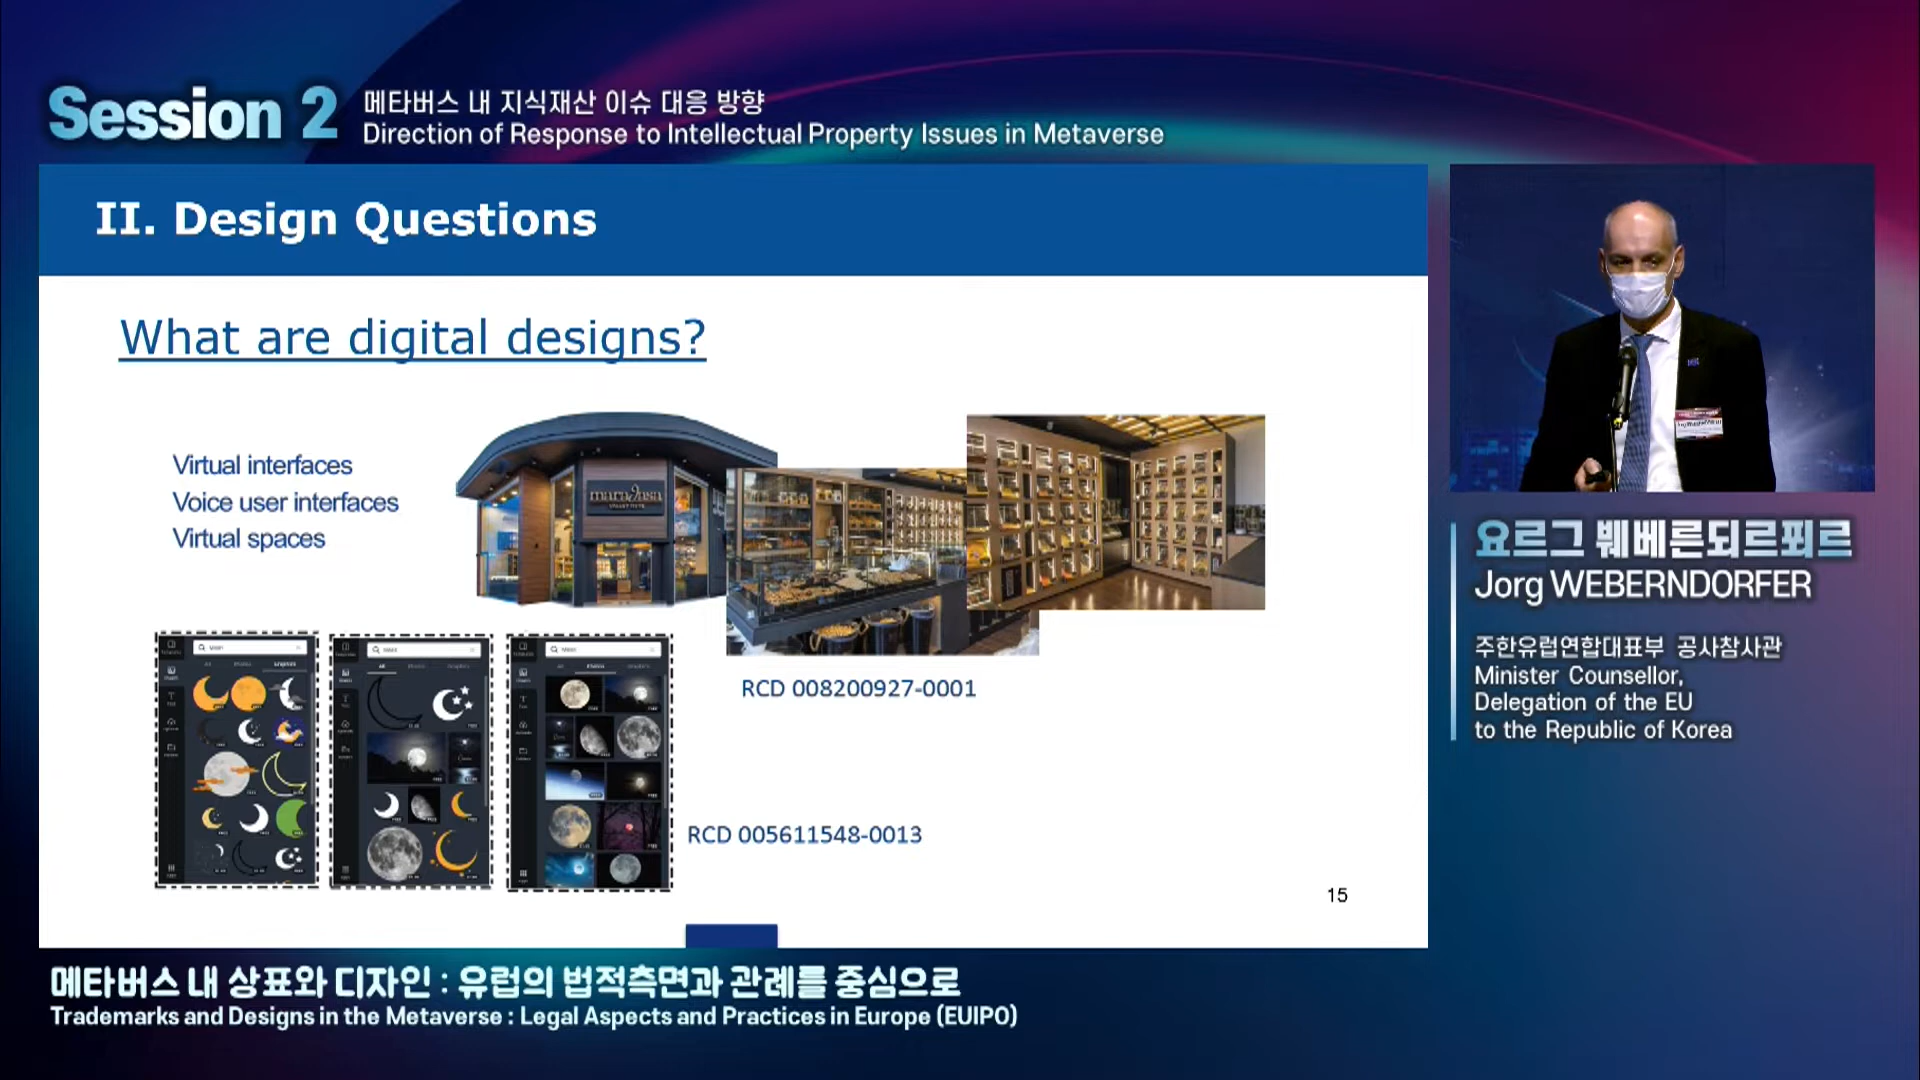 Session 2
메타버스 내 지식재산 이슈 대응 방향
Direction of Response to Intellectual Property Issues in Metaverse
II. Design Questions
What are digital designs?
Virtual interfaces
Voice user interfaces
Virtual spaces
RCD 008200927-0001
RCD 005611548-0013
15
요르그 붸베른되르푀르
Jorg WEBERNDORFER
주한유럽연합대표부 공사참사관
Minister Counsellor,
Delegation of the EU
to the Republic of Korea
메타버스 내 상표와 디자인 : 유럽의 법적측면과 관례를 중심으로
Trademarks and Designs in the Metaverse : Legal Aspects and Practices in Europe (EUIPO)